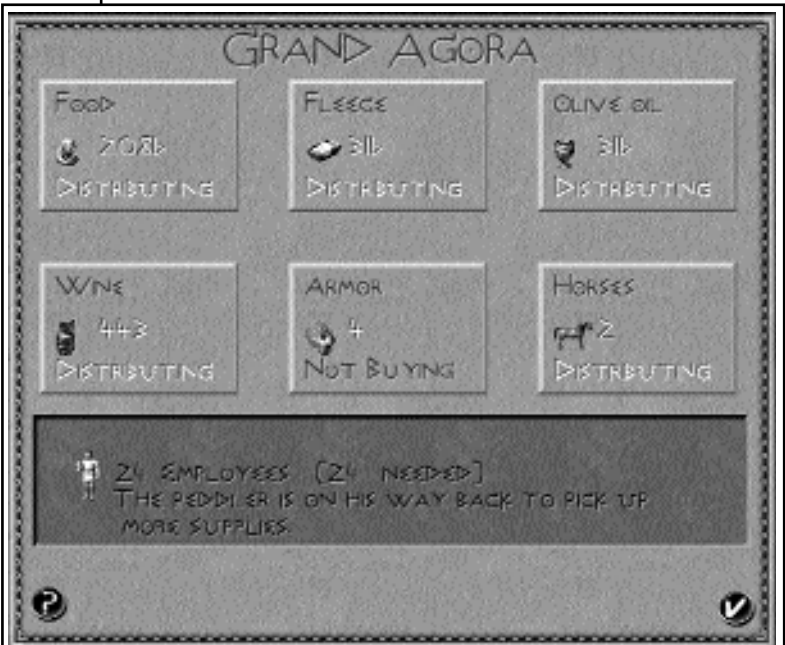 GRAND AGORA
FOOD
2086
DISTRIBUTING
FLEECE
316
DISTRIBUTING
OLIVE OIL
316
DISTRIBUTING
WINE
443
DISTRIBUTING
ARMOR
4
NOT BUYING
HORSES
2
DISTRIBUTING
24 EMPLOYEES (24 NEEDED)
THE PEDDLER IS ON HIS WAY BACK TO PICK UP
MORE SUPPLIES.
?